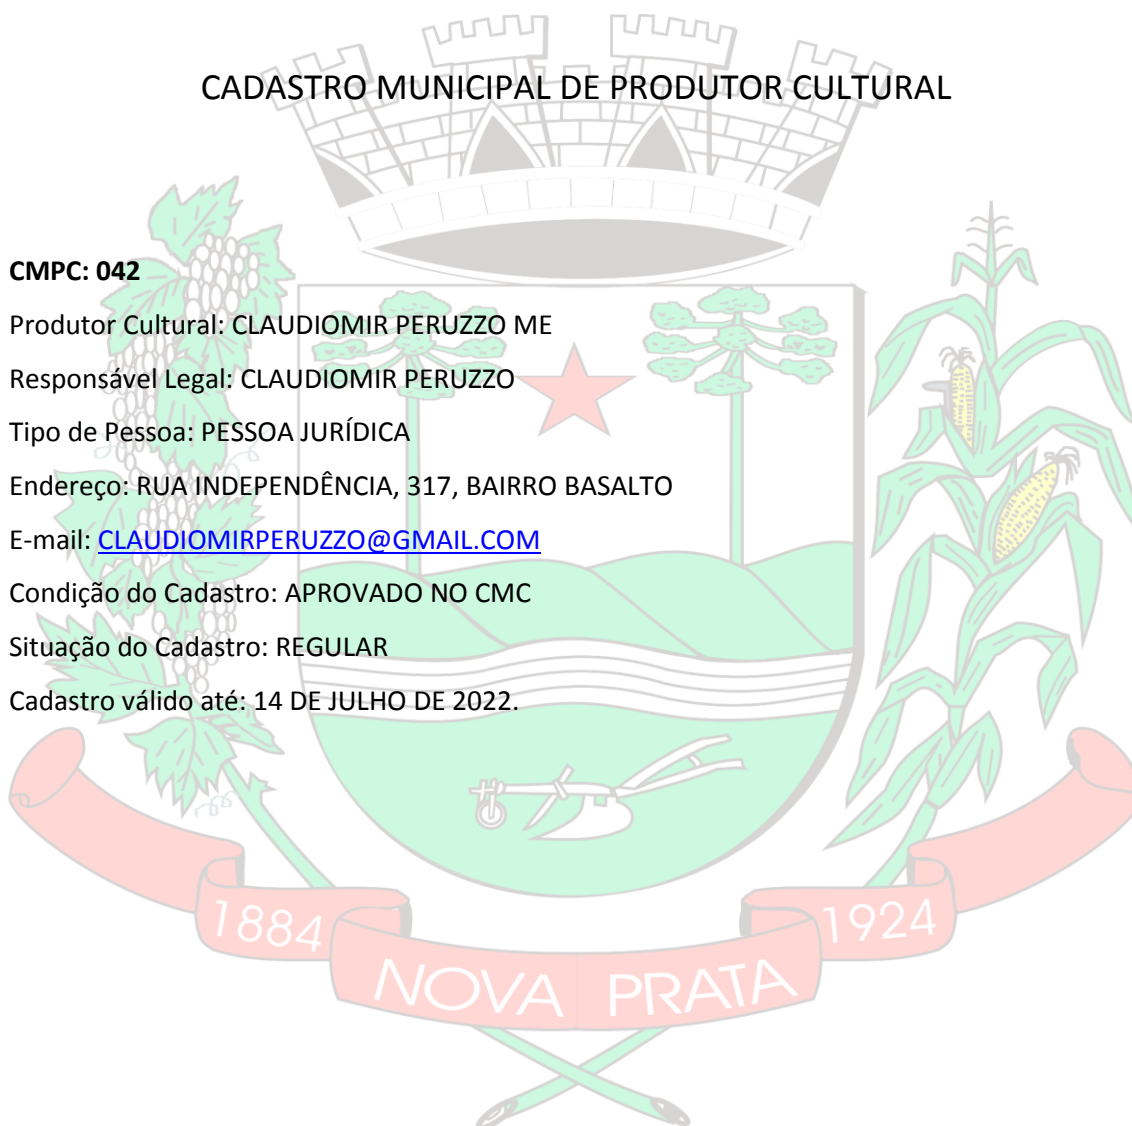 CADASTRO MUNICIPAL DE PRODUTOR CULTURAL
CMPC: 042
Produtor Cultural: CLAUDIOMIR PERUZZO ME
Responsável Legal: CLAUDIOMIR PERUZZO
Tipo de Pessoa: PESSOA JURÍDICA
Endereço: RUA INDEPENDÊNCIA, 317, BAIRRO BASALTO
E-mail: CLAUDIOMIRPERUZZO@GMAIL.COM
Condição do Cadastro: APROVADO NO CMC
Situação do Cadastro: REGULAR
Cadastro válido até: 14 DE JULHO DE 2022.
1884
NOVA PRATA
1924